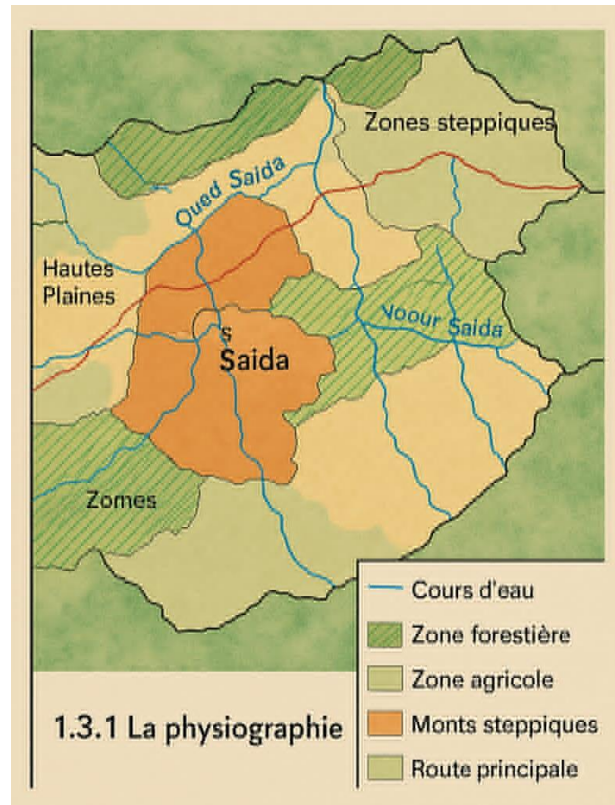 Zones steppiques
Oued Saida
Hautes
Plaines
Voour Saida
S
Saida
Zomes
Cours d'eau
Zone forestière
Zone agricole
Monts steppiques
Route principale
1.3.1 La physiographie